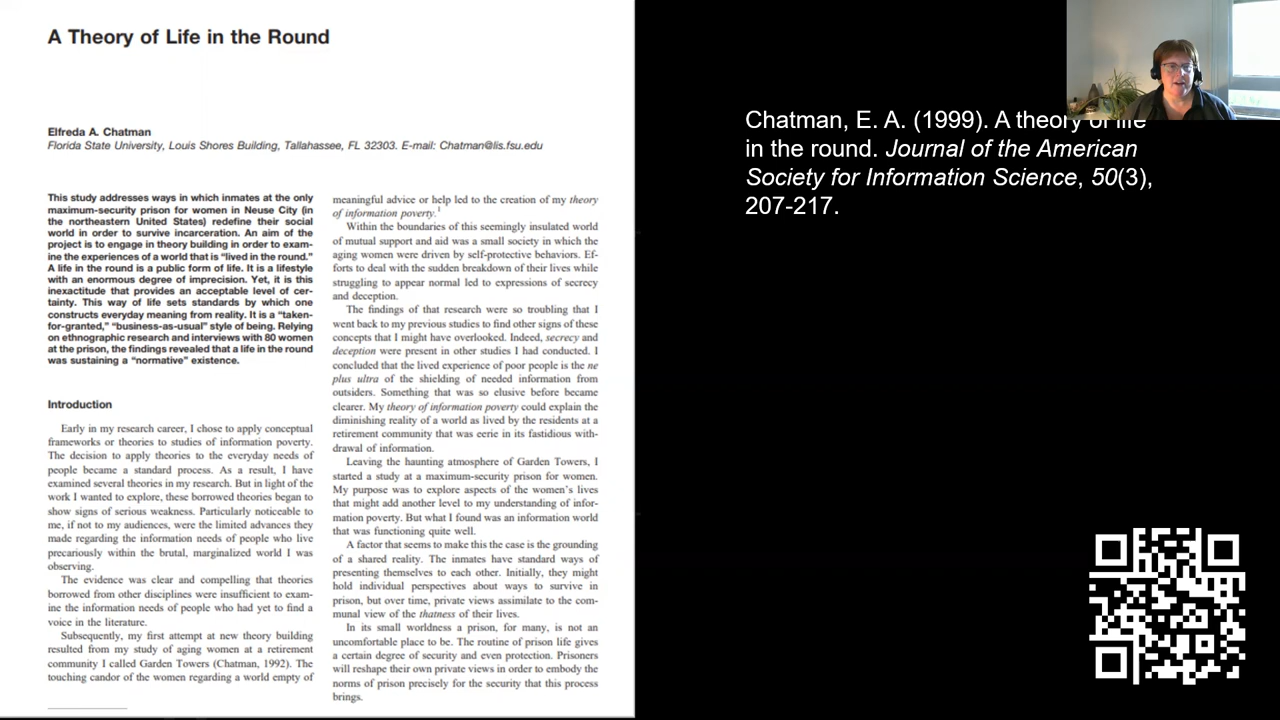 A Theory of Life in the Round
Elfreda A. Chatman
Florida State University, Louis Shores Building, Tallahassee, FL 32303. E-mail: Chatman@lis.fsu.edu
This study addresses ways in which inmates at the only
maximum-security prison for women in Neuse City (in
the northeastern United States) redefine their social
world in order to survive incarceration. An aim of the
project is to engage in theory building in order to exam-
ine the experiences of a world that is “lived in the round.”
A life in the round is a public form of life. It is a lifestyle
with an enormous degree of imprecision. Yet, it is this
inexactitude that provides an acceptable level of cer-
tainty. This way of life sets standards by which one
constructs everyday meaning from reality. It is a “taken-
for-granted,” “business-as-usual” style of being. Relying
on ethnographic research and interviews with 80 women
at the prison, the findings revealed that a life in the round
was sustaining a “normative” existence.
Introduction
Early in my research career, I chose to apply conceptual
frameworks or theories to studies of information poverty.
The decision to apply theories to the everyday needs of
people became a standard process. As a result, I have
examined several theories in my research. But in light of the
work I wanted to explore, these borrowed theories began to
show signs of serious weakness. Particularly noticeable to
me, if not to my audiences, were the limited advances they
made regarding the information needs of people who live
precariously within the brutal, marginalized world I was
observing.
The evidence was clear and compelling that theories
borrowed from other disciplines were insufficient to exam-
ine the information needs of people who had yet to find a
voice in the literature.
Subsequently, my first attempt at new theory building
resulted from my study of aging women at a retirement
community I called Garden Towers (Chatman, 1992). The
touching candor of the women regarding a world empty of
meaningful advice or help led to the creation of my theory
of information poverty.1
Within the boundaries of this seemingly insulated world
of mutual support and aid was a small society in which the
aging women were driven by self-protective behaviors. Ef-
forts to deal with the sudden breakdown of their lives while
struggling to appear normal led to expressions of secrecy
and deception.
The findings of that research were so troubling that I
went back to my previous studies to find other signs of these
concepts that I might have overlooked. Indeed, secrecy and
deception were present in other studies I had conducted. I
concluded that the lived experience of poor people is the ne
plus ultra of the shielding of needed information from
outsiders. Something that was so elusive before became
clearer. My theory of information poverty could explain the
diminishing reality of a world as lived by the residents at a
retirement community that was eerie in its fastidious with-
drawal of information.
Leaving the haunting atmosphere of Garden Towers, I
started a study at a maximum-security prison for women.
My purpose was to explore aspects of the women’s lives
that might add another level to my understanding of infor-
mation poverty. But what I found was an information world
that was functioning quite well.
A factor that seems to make this the case is the grounding
of a shared reality. The inmates have standard ways of
presenting themselves to each other. Initially, they might
hold individual perspectives about ways to survive in
prison, but over time, private views assimilate to the com-
munal view of the thatness of their lives.
In its small worldness a prison, for many, is not an
uncomfortable place to be. The routine of prison life gives
a certain degree of security and even protection. Prisoners
will reshape their own private views in order to embody the
norms of prison precisely for the security that this process
brings.
Chatman, E. A. (1999). A theory of life
in the round. Journal of the American
Society for Information Science, 50(3),
207-217.